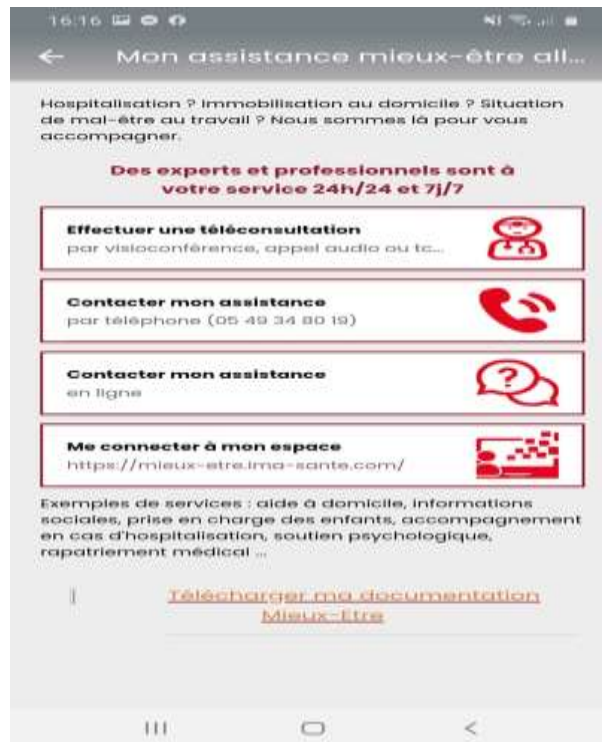 16:16
Mon assistance mieux-être all...
Hospitalisation ? Immobilisation au domicile ? Situation
de mal-être au travail ? Nous sommes là pour vous
accompagner.
Des experts et professionnels sont à
votre service 24h/24 et 7j/7
Effectuer une téléconsultation
par visioconférence, appel audio ou tc...
Contacter mon assistance
par téléphone (05 49 34 80 19)
Contacter mon assistance
en ligne
Me connecter à mon espace
https://mieux-etre.ima-sante.com/
Exemples de services : aide à domicile, informations
sociales, prise en charge des enfants, accompagnement
en cas d'hospitalisation, soutien psychologique,
rapatriement médical ...
Télécharger ma documentation
Mieux-Etre